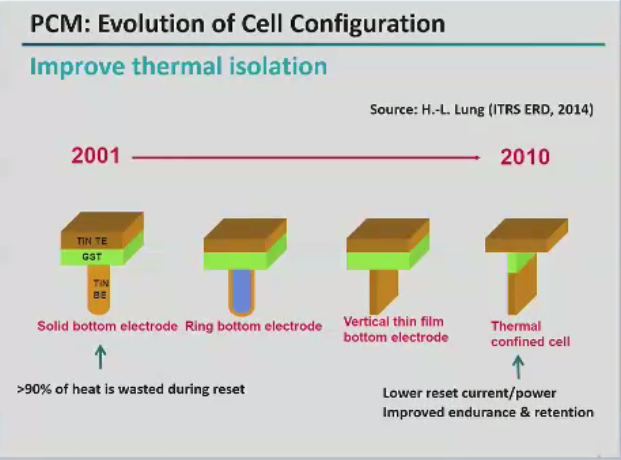 PCM: Evolution of Cell Configuration
Improve thermal isolation
Source: H.-L. Lung (ITRS ERD, 2014)
2001
2010
TIN TE
GST
TIN
BE
Solid bottom electrode
Ring bottom electrode
Vertical thin film
bottom electrode
Thermal
confined cell
>90% of heat is wasted during reset
Lower reset current/power
Improved endurance & retention